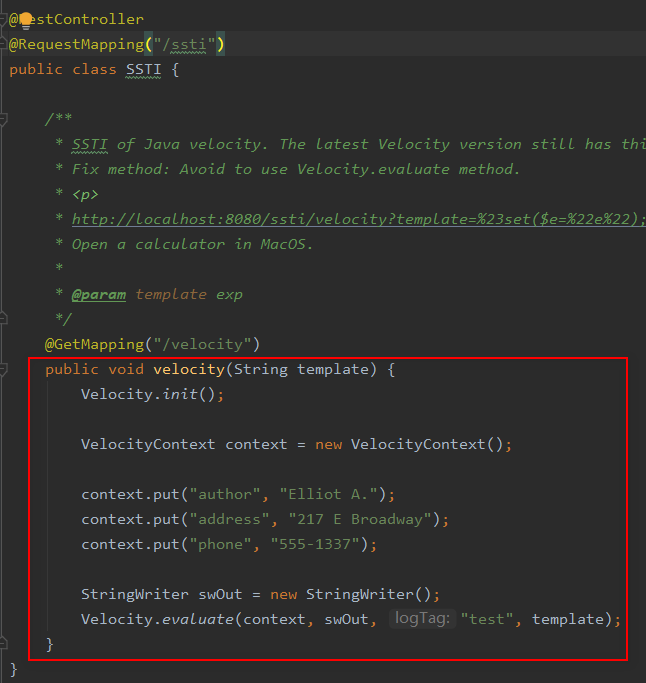 @RestController
@RequestMapping("/ssti")
public class SSTI {
/**
* SSTI of Java velocity. The latest Velocity version still has thi
* Fix method: Avoid to use Velocity.evaluate method.
* <p>
* http://localhost:8080/ssti/velocity?template=%23set($e=%22e%22);
* Open a calculator in MacOS.
*
* @param template exp
*/
@GetMapping("/velocity")
public void velocity(String template) {
Velocity.init();
VelocityContext context = new VelocityContext();
context.put("author", "Elliot A.");
context.put("address", "217 E Broadway");
context.put("phone", "555-1337");
StringWriter swOut = new StringWriter();
Velocity.evaluate(context, swOut, logTag: "test", template);
}
}